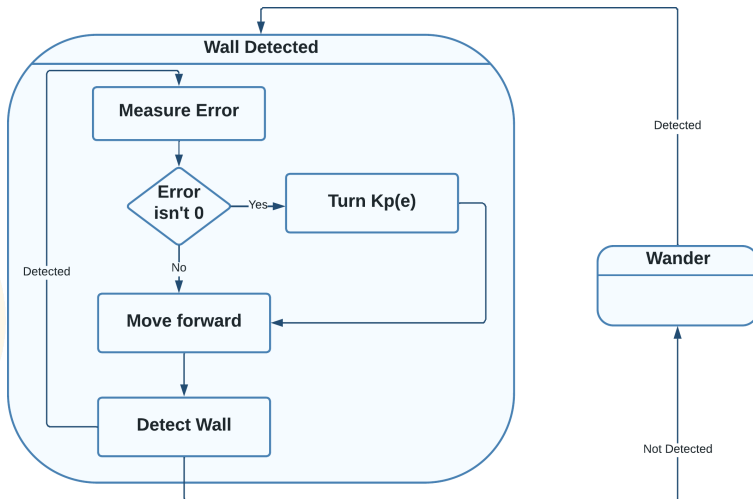 Wall Detected
Measure Error
Detected
Error
isn't 0
Yes
Turn Kp(e)
No
Detected
Wander
Move forward
Detect Wall
Not Detected